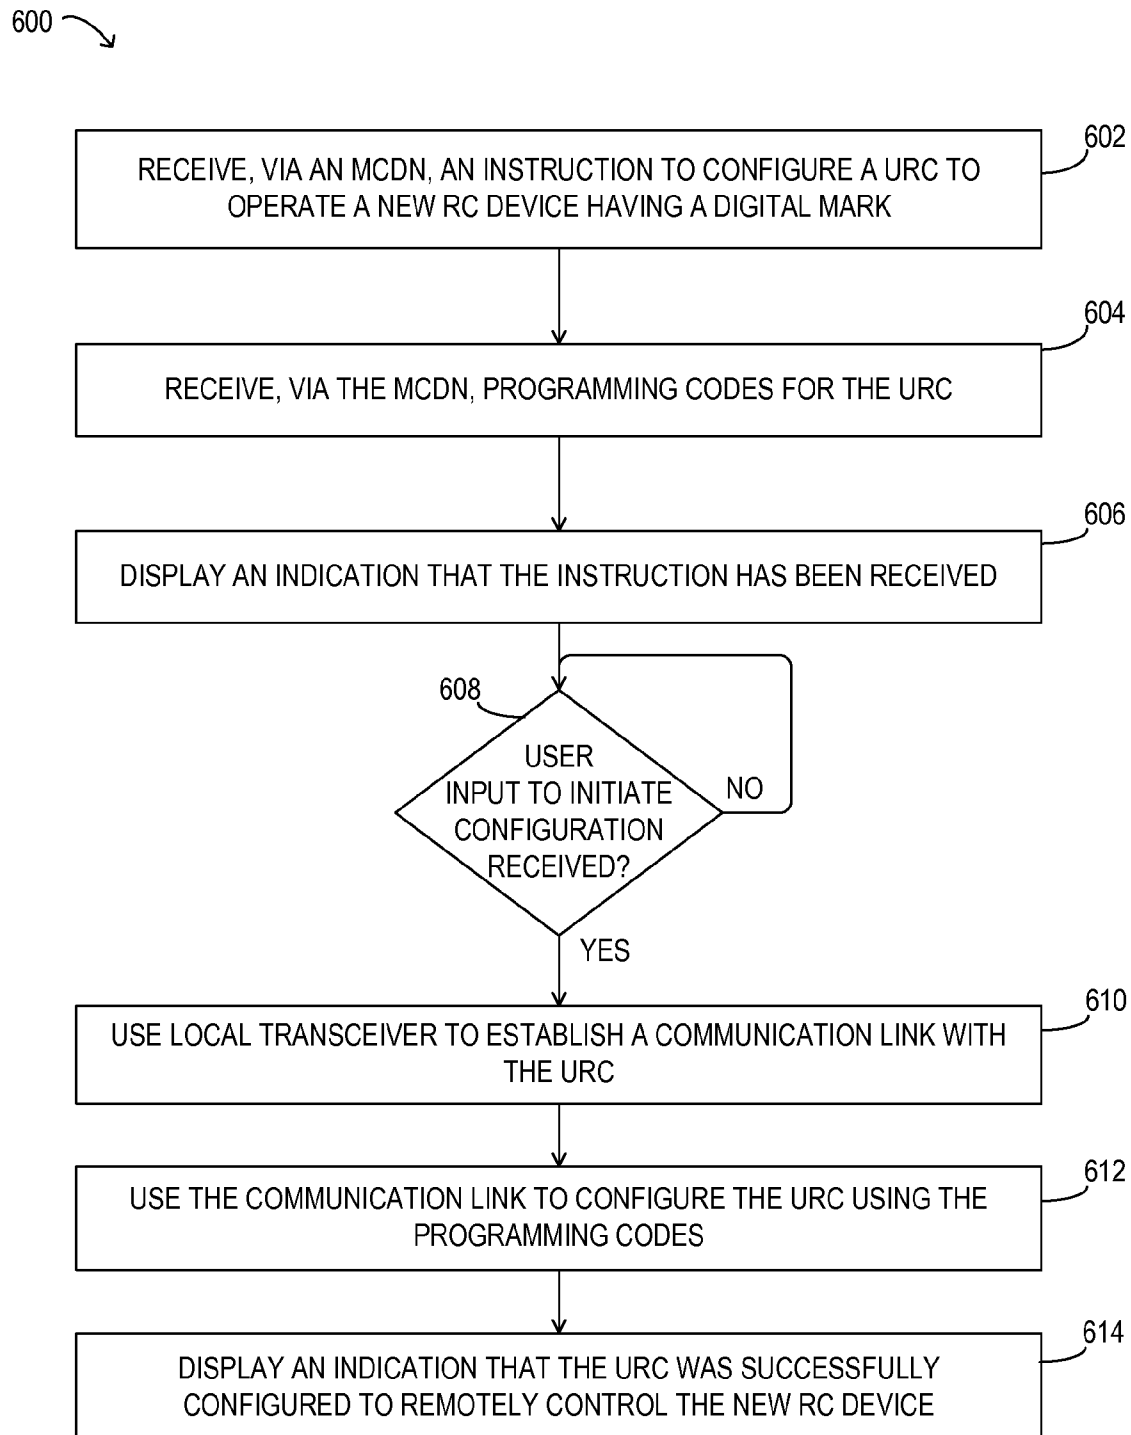 600
602
RECEIVE, VIA AN MCDN, AN INSTRUCTION TO CONFIGURE A URC TO
OPERATE A NEW RC DEVICE HAVING A DIGITAL MARK
604
RECEIVE, VIA THE MCDN, PROGRAMMING CODES FOR THE URC
606
DISPLAY AN INDICATION THAT THE INSTRUCTION HAS BEEN RECEIVED
608
USER
INPUT TO INITIATE
CONFIGURATION
RECEIVED?
NO
YES
610
USE LOCAL TRANSCEIVER TO ESTABLISH A COMMUNICATION LINK WITH
THE URC
612
USE THE COMMUNICATION LINK TO CONFIGURE THE URC USING THE
PROGRAMMING CODES
614
DISPLAY AN INDICATION THAT THE URC WAS SUCCESSFULLY
CONFIGURED TO REMOTELY CONTROL THE NEW RC DEVICE